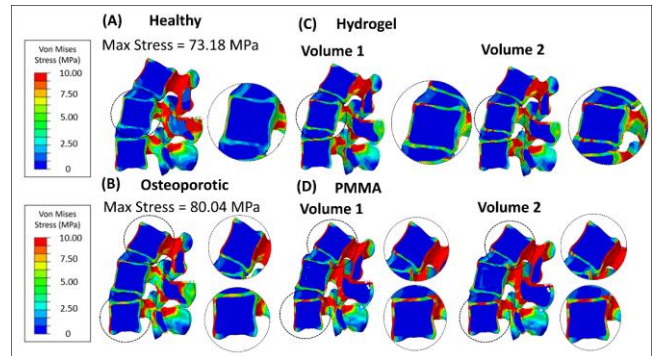 (A) Healthy
Max Stress = 73.18 MPa
(C) Hydrogel
Volume 1
Volume 2
Von Mises
Stress (MPa)
10.00
7.50
5.00
2.50
0
(B) Osteoporotic
Max Stress = 80.04 MPa
(D) PMMA
Volume 1
Volume 2
Von Mises
Stress (MPa)
10.00
7.50
5.00
2.50
0